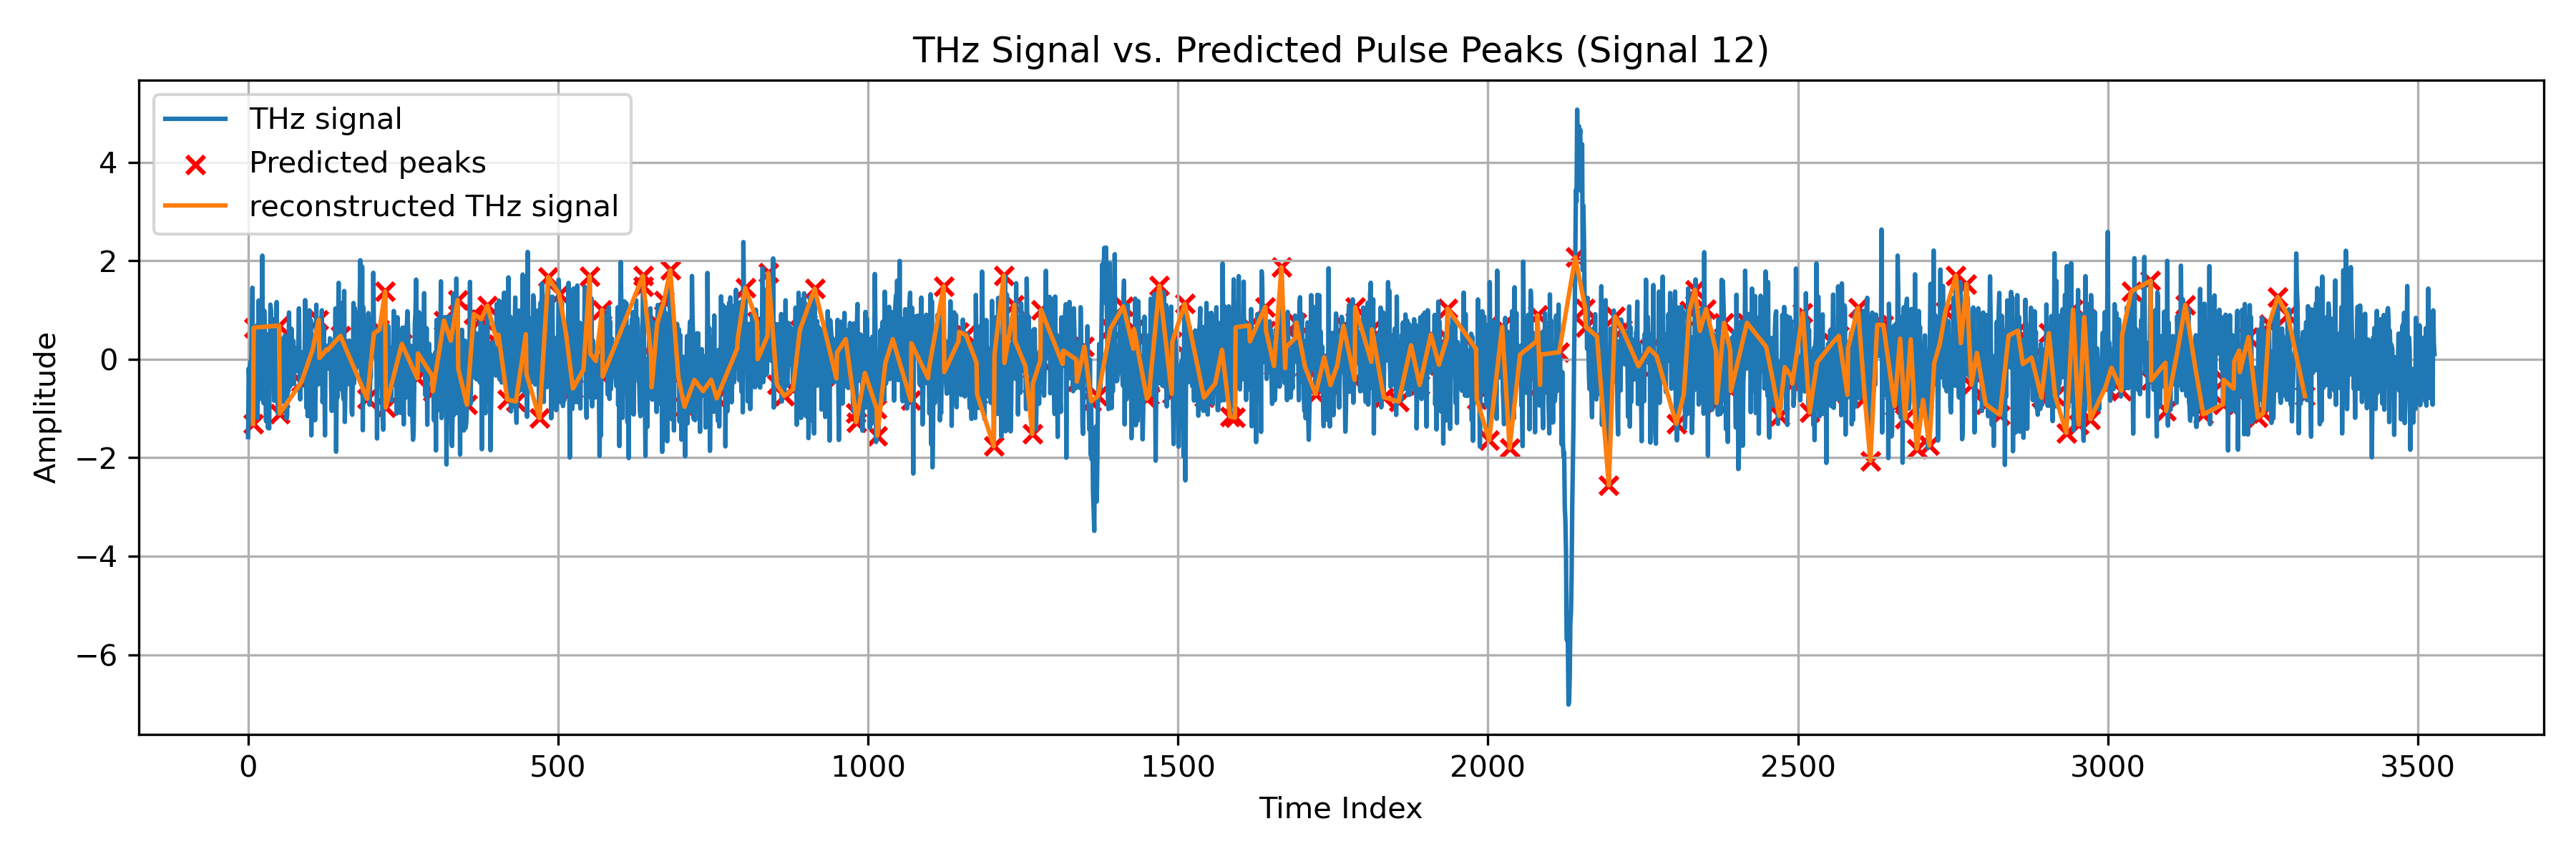 THz Signal vs. Predicted Pulse Peaks (Signal 12)
THz signal
Predicted peaks
reconstructed THz signal
Amplitude
4
2
0
−2
−4
−6
0 500 1000 1500 2000 2500 3000 3500
Time Index